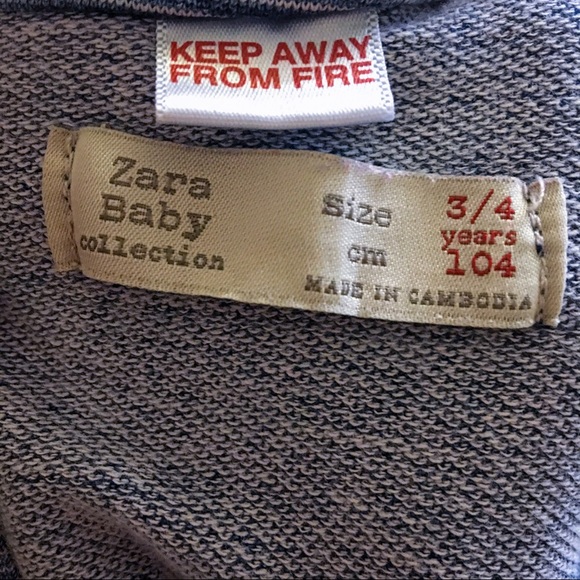 KEEP AWAY
FROM FIRE
Zara
Baby
collection
Size
cm
3/4
years
104
MADE IN CAMBODIA